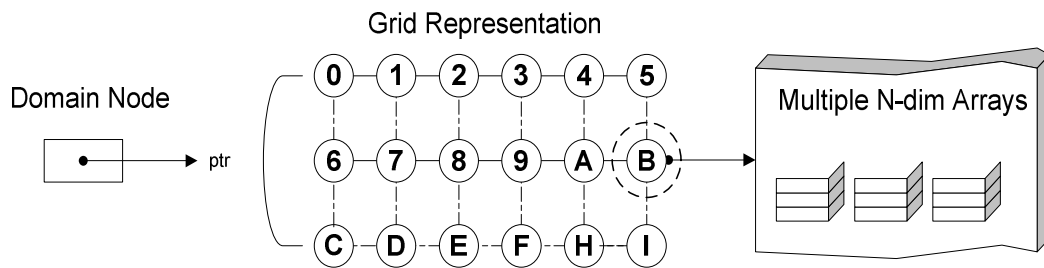 Grid Representation
Domain Node
ptr
0 1 2 3 4 5
6 7 8 9 A B
C D E F H I
Multiple N-dim Arrays